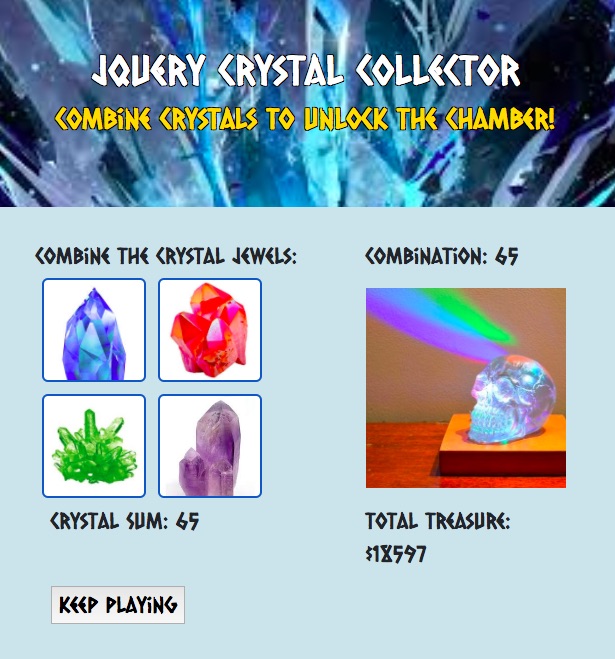 JQUERY CRYSTAL COLLECTOR
COMBINE CRYSTALS TO UNLOCK THE CHAMBER!
COMBINE THE CRYSTAL JEWELS:
COMBINATION: 65
CRYSTAL SUM: 65
TOTAL TREASURE:
$18597
KEEP PLAYING